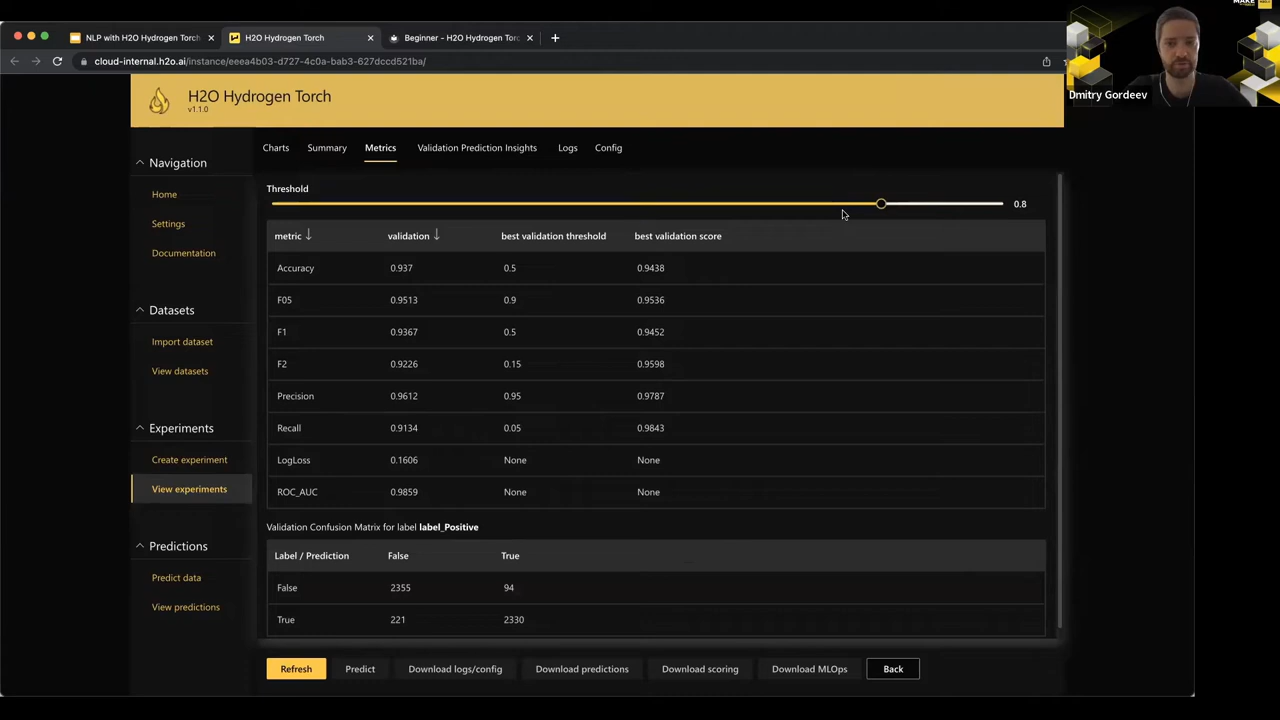 NLP with H2O Hydrogen Torch
H2O Hydrogen Torch
Beginner - H2O Hydrogen Torc
cloud-internal.h2o.ai/instance/eeea4b03-d727-4c0a-bab3-627dccd521ba/
Dmitry Gordeev
H2O Hydrogen Torch
v1.1.0
Navigation
Home
Settings
Documentation
Datasets
Import dataset
View datasets
Experiments
Create experiment
View experiments
Predictions
Predict data
View predictions
Charts Summary Metrics Validation Prediction Insights Logs Config
Threshold
0.8
metric validation best validation threshold best validation score
Accuracy 0.937 0.5 0.9438
F05 0.9513 0.9 0.9536
F1 0.9367 0.5 0.9452
F2 0.9226 0.15 0.9598
Precision 0.9612 0.95 0.9787
Recall 0.9134 0.05 0.9843
LogLoss 0.1606 None None
ROC_AUC 0.9859 None None
Validation Confusion Matrix for label label_Positive
Label / Prediction False True
False 2355 94
True 221 2330
Refresh Predict Download logs/config Download predictions Download scoring Download MLOps Back